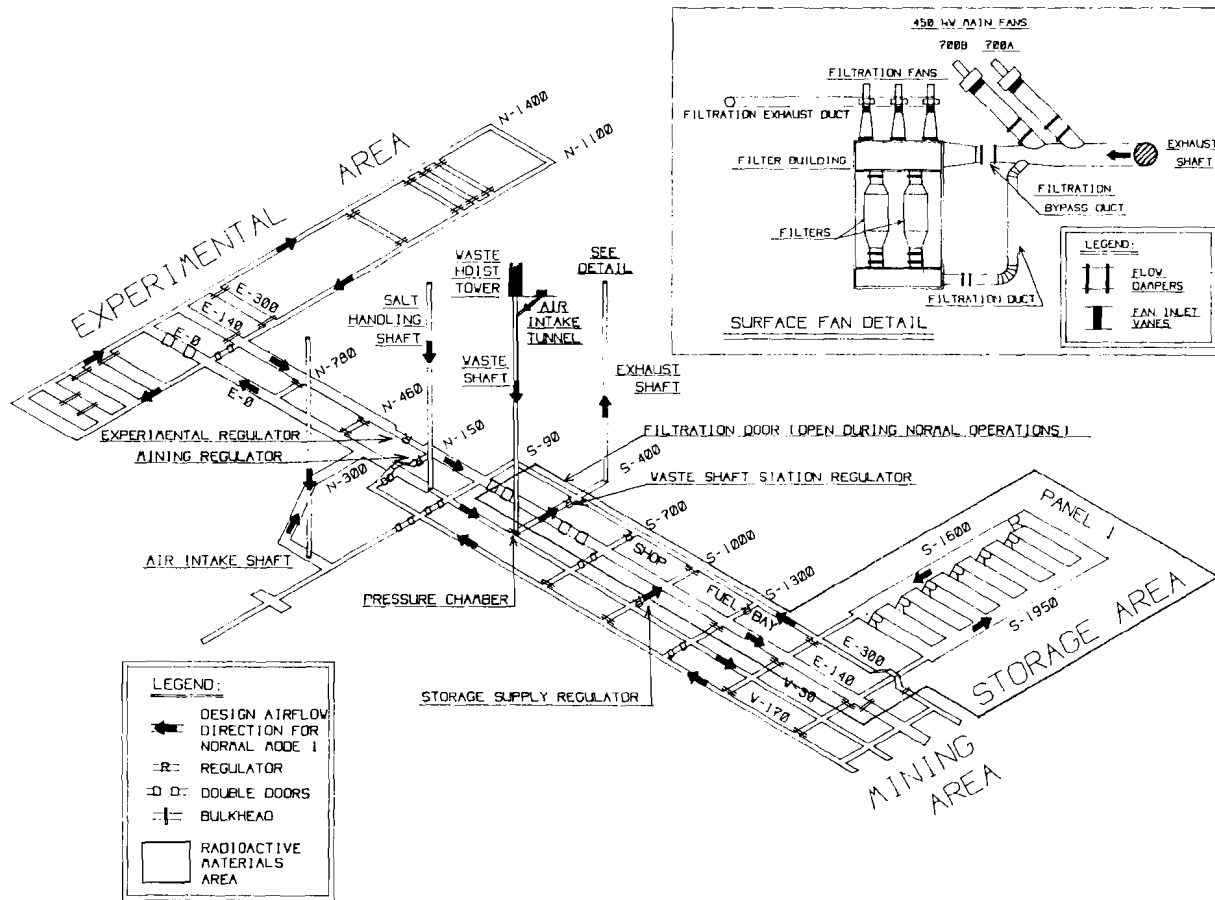 450 HW MAIN FANS
700B 700A
FILTRATION FANS
FILTRATION EXHAUST DUCT
FILTER BUILDING
EXHAUST
SHAFT
FILTRATION
BYPASS DUCT
FILTERS
FILTRATION DUCT
SURFACE FAN DETAIL
LEGEND:
FLOW
DAMPERS
FAN INLET
VANES
N-1400
N-1100
EXPERIMENTAL
AREA
E-300
E-140
E-0
E-0
N-780
N-460
N-150
N-300
WASTE
HOIST
TOWER
SEE
DETAIL
SALT
HANDLING
SHAFT
AIR
INTAKE
TUNNEL
WASTE
SHAFT
EXHAUST
SHAFT
EXPERIMENTAL REGULATOR
MINING REGULATOR
AIR INTAKE SHAFT
S-90
FILTRATION DOOR (OPEN DURING NORMAL OPERATIONS)
S-400
WASTE SHAFT STATION REGULATOR
S-700
S-1000
S-1300
SHOP
FUEL BAY
PRESSURE CHAMBER
STORAGE SUPPLY REGULATOR
PANEL 1
S-1600
S-1950
STORAGE AREA
E-300
E-140
W-30
W-170
MINING
AREA
LEGEND:
DESIGN AIRFLOW
DIRECTION FOR
NORMAL MODE 1
R REGULATOR
DOUBLE DOORS
BULKHEAD
RADIOACTIVE
MATERIALS
AREA